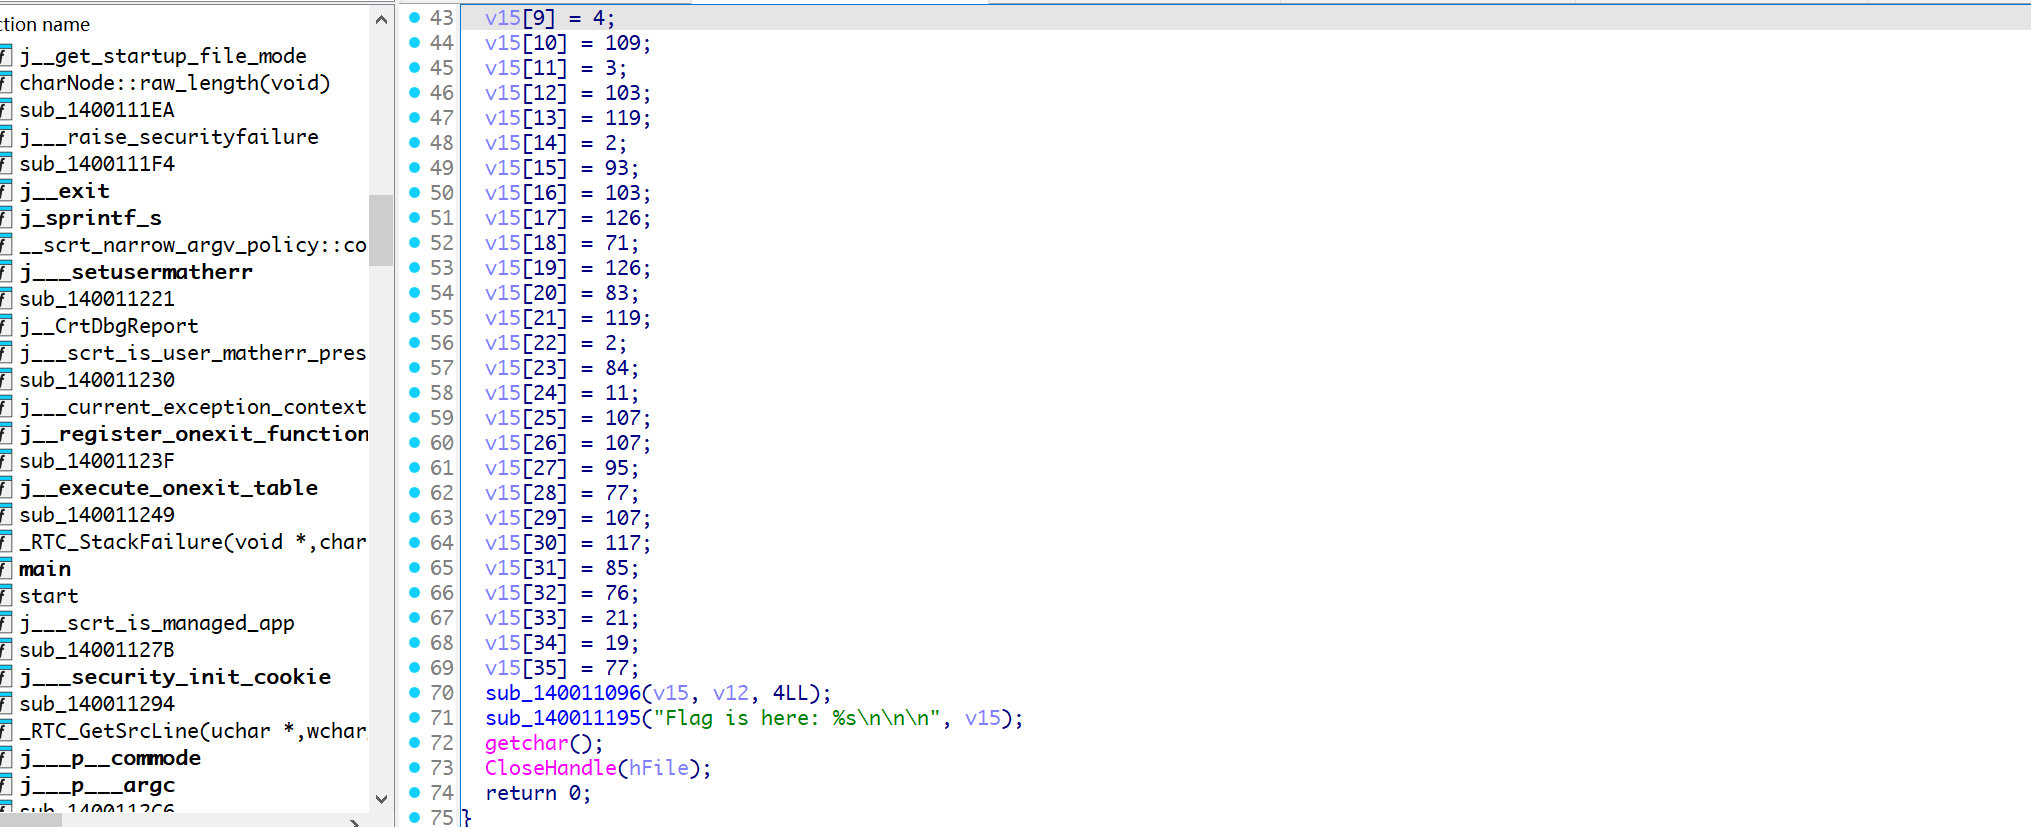 ction name
j__get_startup_file_mode
charNode::raw_length(void)
sub_1400111EA
j___raise_securityfailure
sub_1400111F4
j__exit
j_sprintf_s
__scrt_narrow_argv_policy::co
j___setusermatherr
sub_140011221
j__CrtDbgReport
j___scrt_is_user_matherr_pres
sub_140011230
j___current_exception_context
j__register_onexit_function
sub_14001123F
j__execute_onexit_table
sub_140011249
_RTC_StackFailure(void *,char
main
start
j___scrt_is_managed_app
sub_14001127B
j___security_init_cookie
sub_140011294
_RTC_GetSrcLine(uchar *,wchar_
j___p__commode
j___p___argc
sub_1400112C6
43 v15[9] = 4;
44 v15[10] = 109;
45 v15[11] = 3;
46 v15[12] = 103;
47 v15[13] = 119;
48 v15[14] = 2;
49 v15[15] = 93;
50 v15[16] = 103;
51 v15[17] = 126;
52 v15[18] = 71;
53 v15[19] = 126;
54 v15[20] = 83;
55 v15[21] = 119;
56 v15[22] = 2;
57 v15[23] = 84;
58 v15[24] = 11;
59 v15[25] = 107;
60 v15[26] = 107;
61 v15[27] = 95;
62 v15[28] = 77;
63 v15[29] = 107;
64 v15[30] = 117;
65 v15[31] = 85;
66 v15[32] = 76;
67 v15[33] = 21;
68 v15[34] = 19;
69 v15[35] = 77;
70 sub_140011096(v15, v12, 4LL);
71 sub_140011195("Flag is here: %s\n\n\n", v15);
72 getchar();
73 CloseHandle(hFile);
74 return 0;
75 }